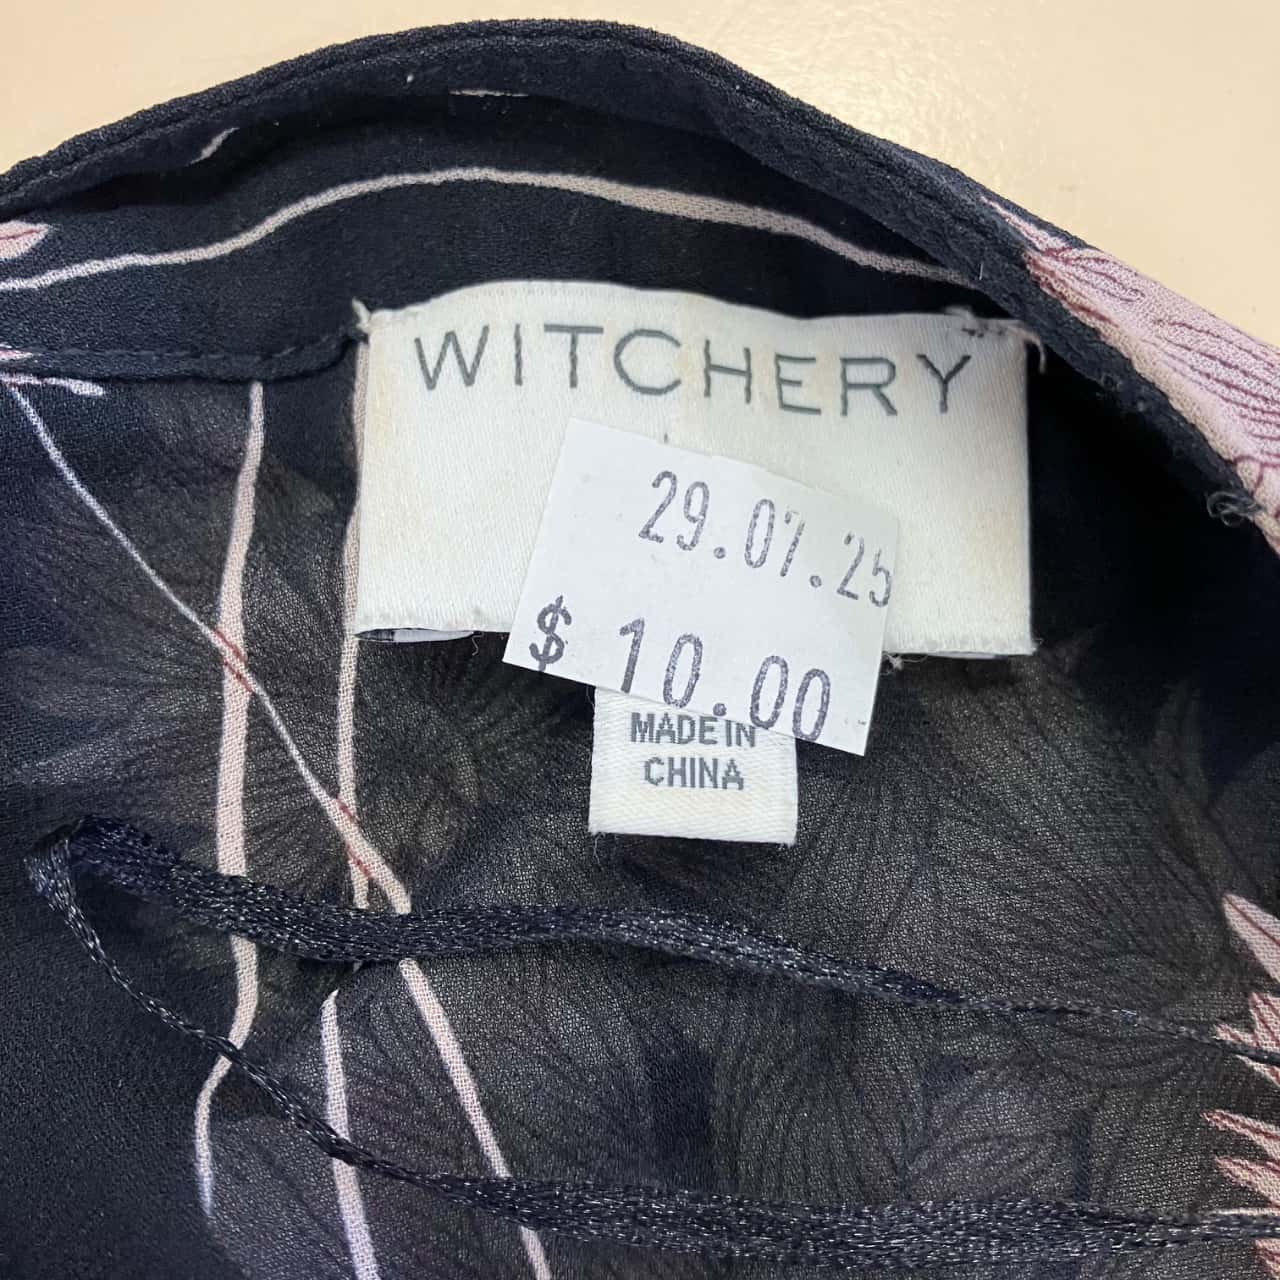 WITCHERY
29.07.25
$ 10.00
MADE IN
CHINA